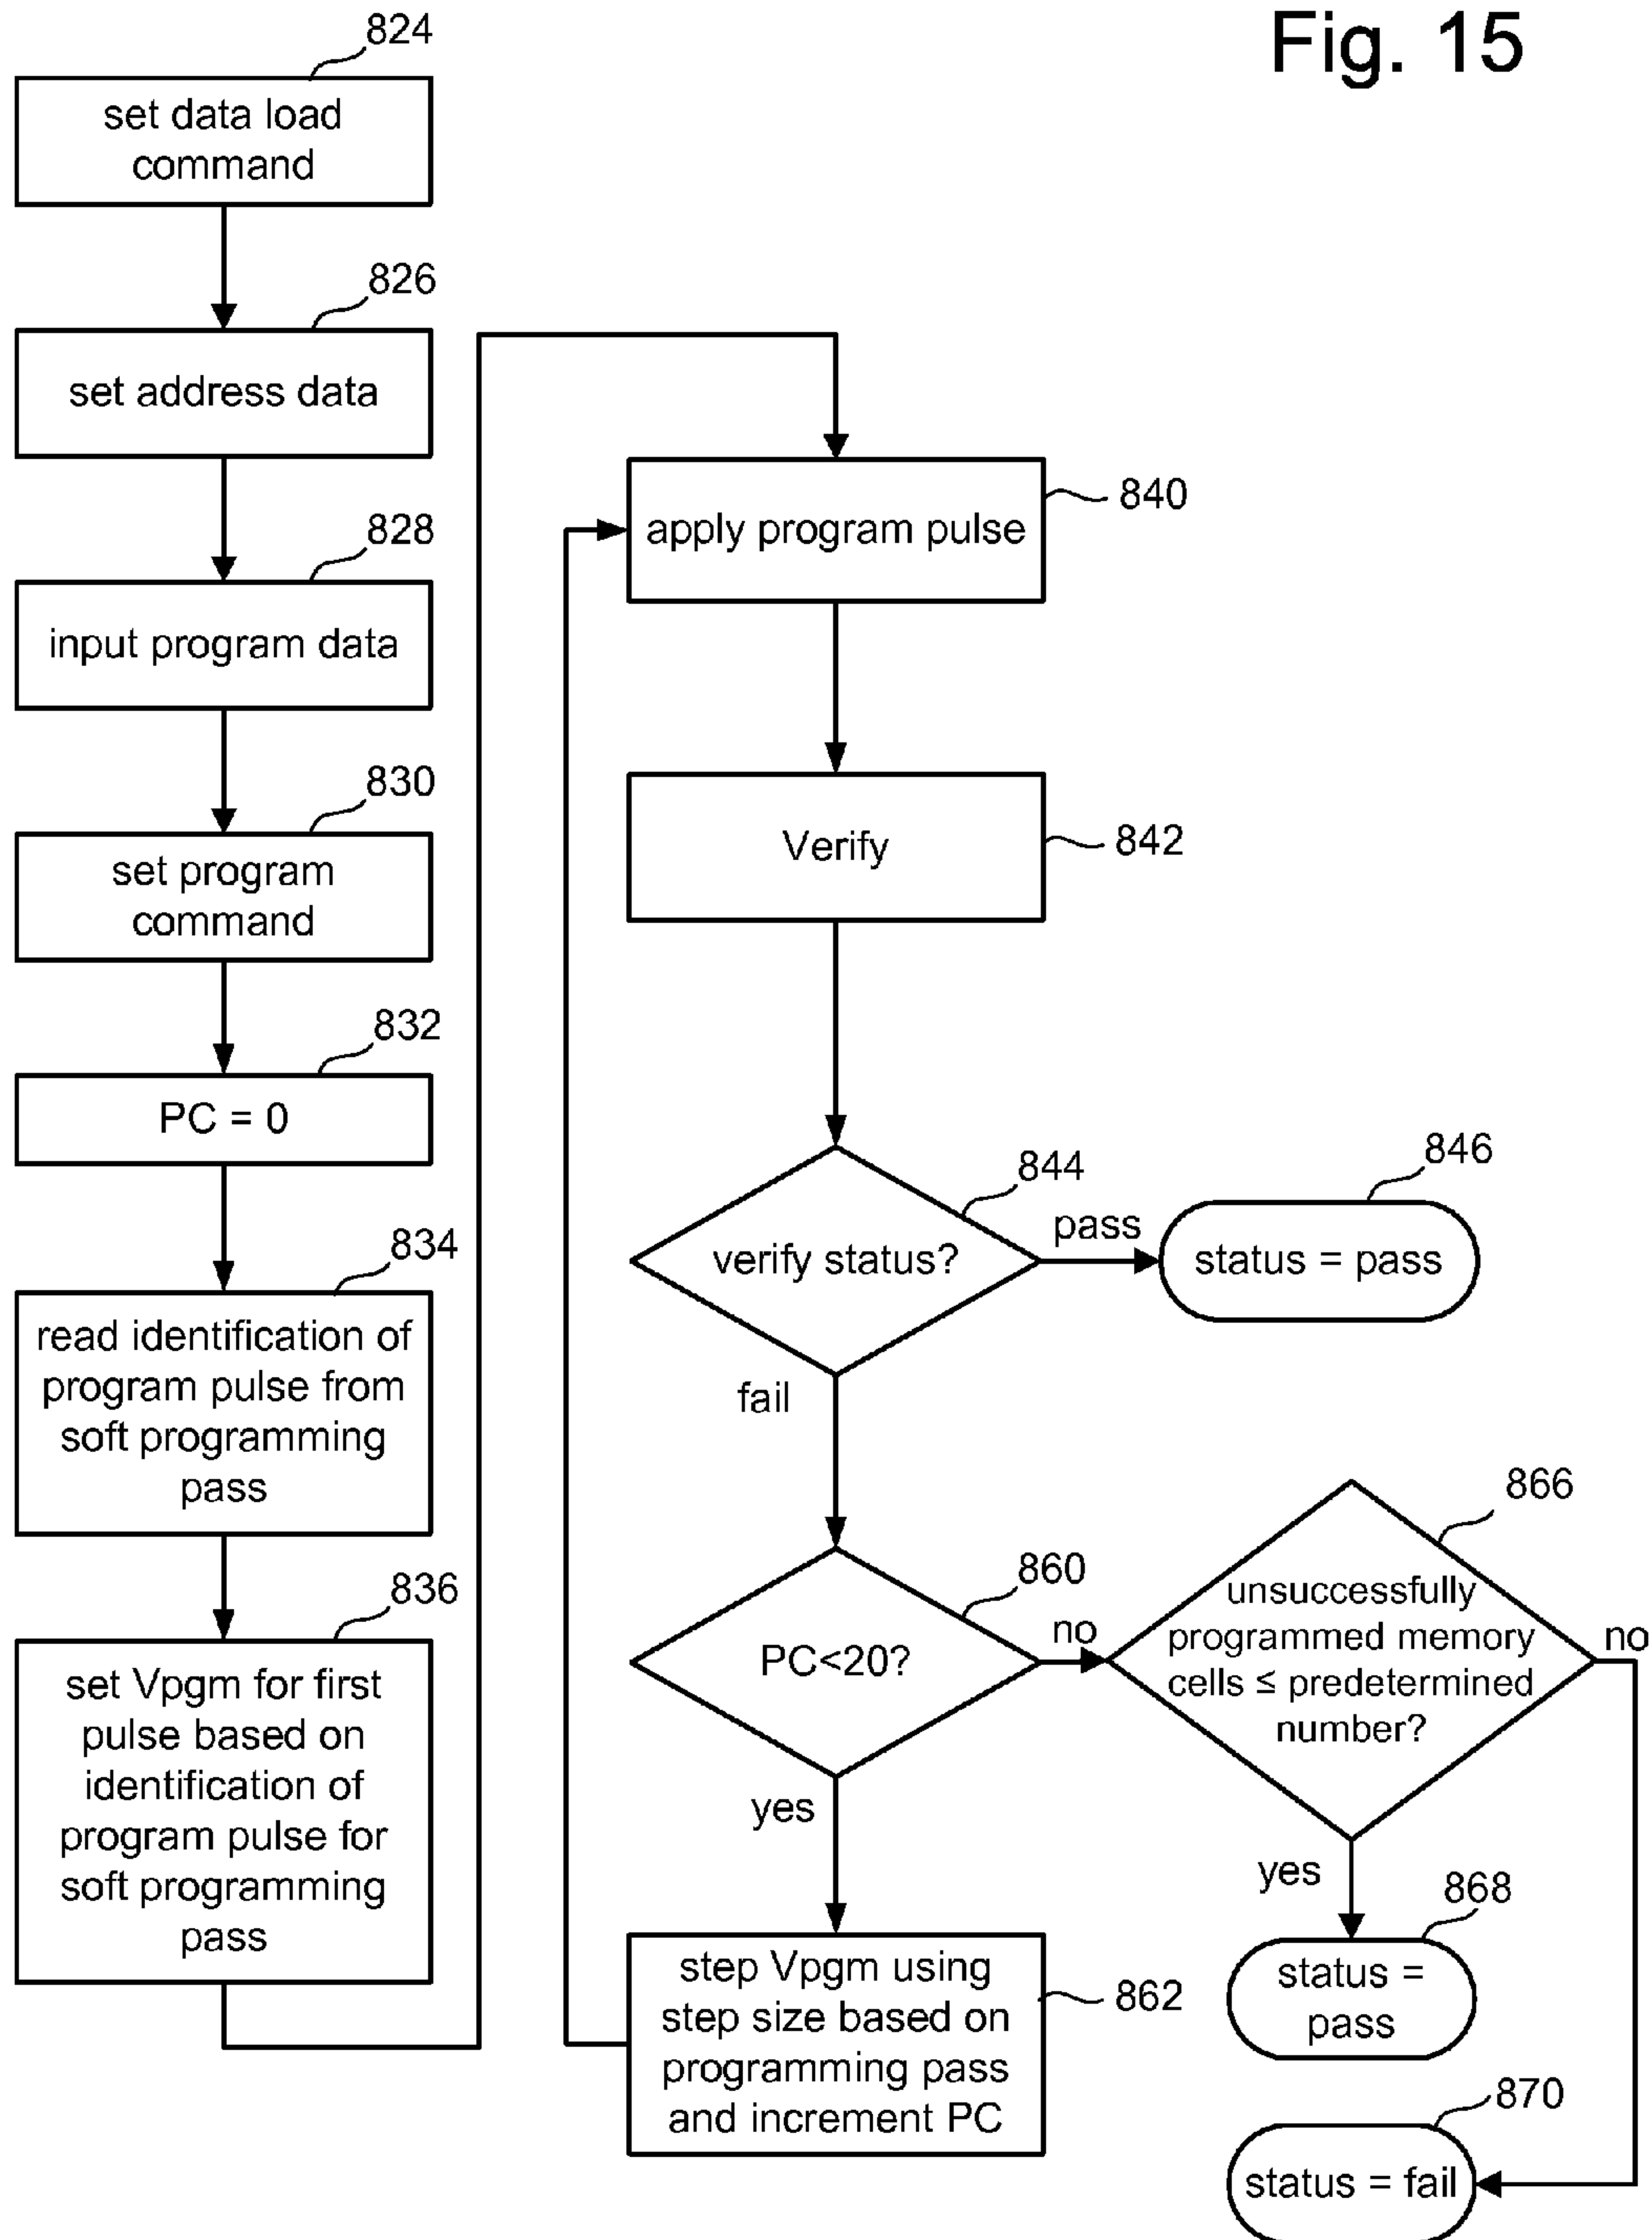 Fig. 15
824
set data load
command
826
set address data
828
input program data
830
set program
command
832
PC = 0
834
read identification of
program pulse from
soft programming
pass
836
set Vpgm for first
pulse based on
identification of
program pulse for
soft programming
pass
840
apply program pulse
842
Verify
844
verify status?
pass
846
status = pass
fail
860
PC<20?
no
866
unsuccessfully
programmed memory
cells ≤ predetermined
number?
no
yes
862
step Vpgm using
step size based on
programming pass
and increment PC
yes
868
status =
pass
870
status = fail